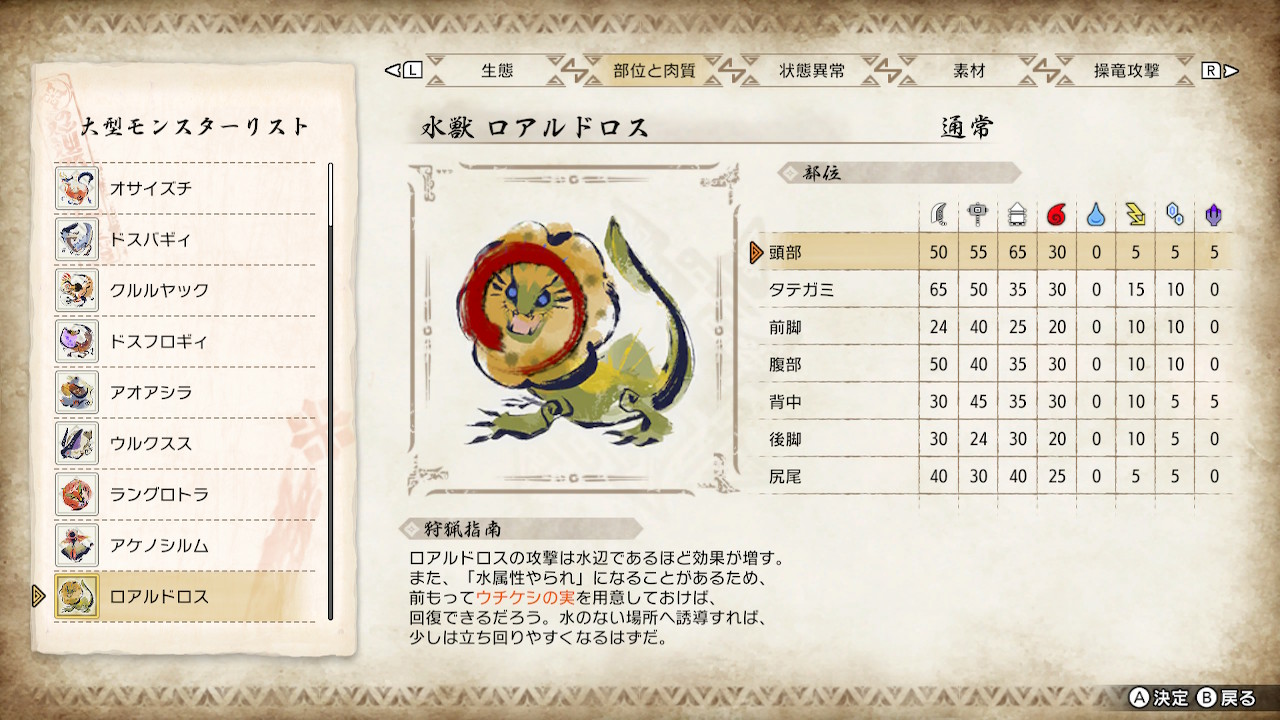 L
生態
部位と肉質
状態異常
素材
操竜攻撃
R
大型モンスターリスト
オサイズチ
ドスバギィ
クルルヤック
ドスフロギィ
アオアシラ
ウルクスス
ラングロトラ
アケノシルム
ロアルドロス
水獣 ロアルドロス
通常
部位
頭部 50 55 65 30 0 5 5 5
タテガミ 65 50 35 30 0 15 10 0
前脚 24 40 25 20 0 10 10 0
腹部 50 40 35 30 0 10 10 0
背中 30 45 35 30 0 10 5 5
後脚 30 24 30 20 0 10 5 0
尻尾 40 30 40 25 0 5 5 0
狩猟指南
ロアルドロスの攻撃は水辺であるほど効果が増す。
また、「水属性やられ」になることがあるため、
前もってウチケシの実を用意しておけば、
回復できるだろう。水のない場所へ誘導すれば、
少しは立ち回りやすくなるはずだ。
A 決定 B 戻る